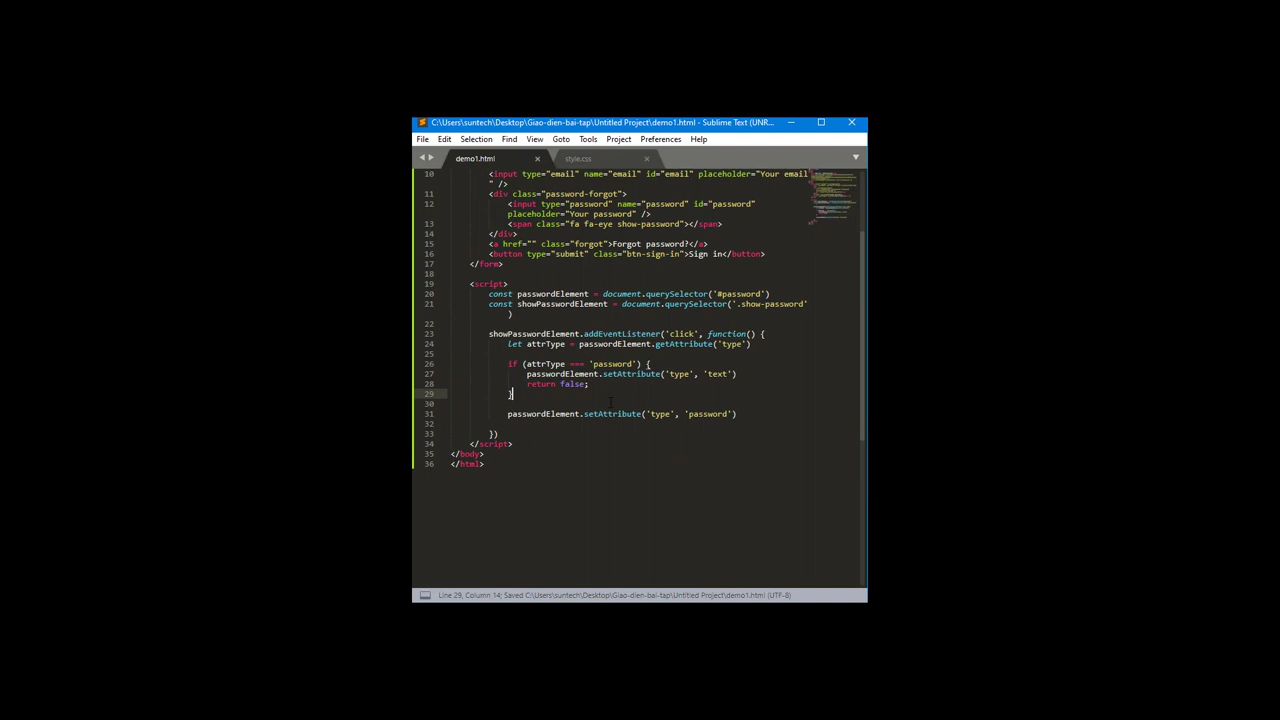 C:\Users\suntech\Desktop\Giao-dien-bai-tap\Untitled Project\demo1.html - Sublime Text (UNR...
File Edit Selection Find View Goto Tools Project Preferences Help
demo1.html style.css
10 <input type="email" name="email" id="email" placeholder="Your email
" />
11 <div class="password-forgot">
12 <input type="password" name="password" id="password"
placeholder="Your password" />
13 <span class="fa fa-eye show-password"></span>
14 </div>
15 <a href="" class="forgot">Forgot password?</a>
16 <button type="submit" class="btn-sign-in">Sign in</button>
17 </form>
18
19 <script>
20 const passwordElement = document.querySelector('#password')
21 const showPasswordElement = document.querySelector('.show-password'
)
22
23 showPasswordElement.addEventListener('click', function() {
24 let attrType = passwordElement.getAttribute('type')
25
26 if (attrType === 'password') {
27 passwordElement.setAttribute('type', 'text')
28 return false;
29 }
30
31 passwordElement.setAttribute('type', 'password')
32
33 })
34 </script>
35 </body>
36 </html>
Line 29, Column 14; Saved C:\Users\suntech\Desktop\Giao-dien-bai-tap\Untitled Project\demo1.html (UTF-8)